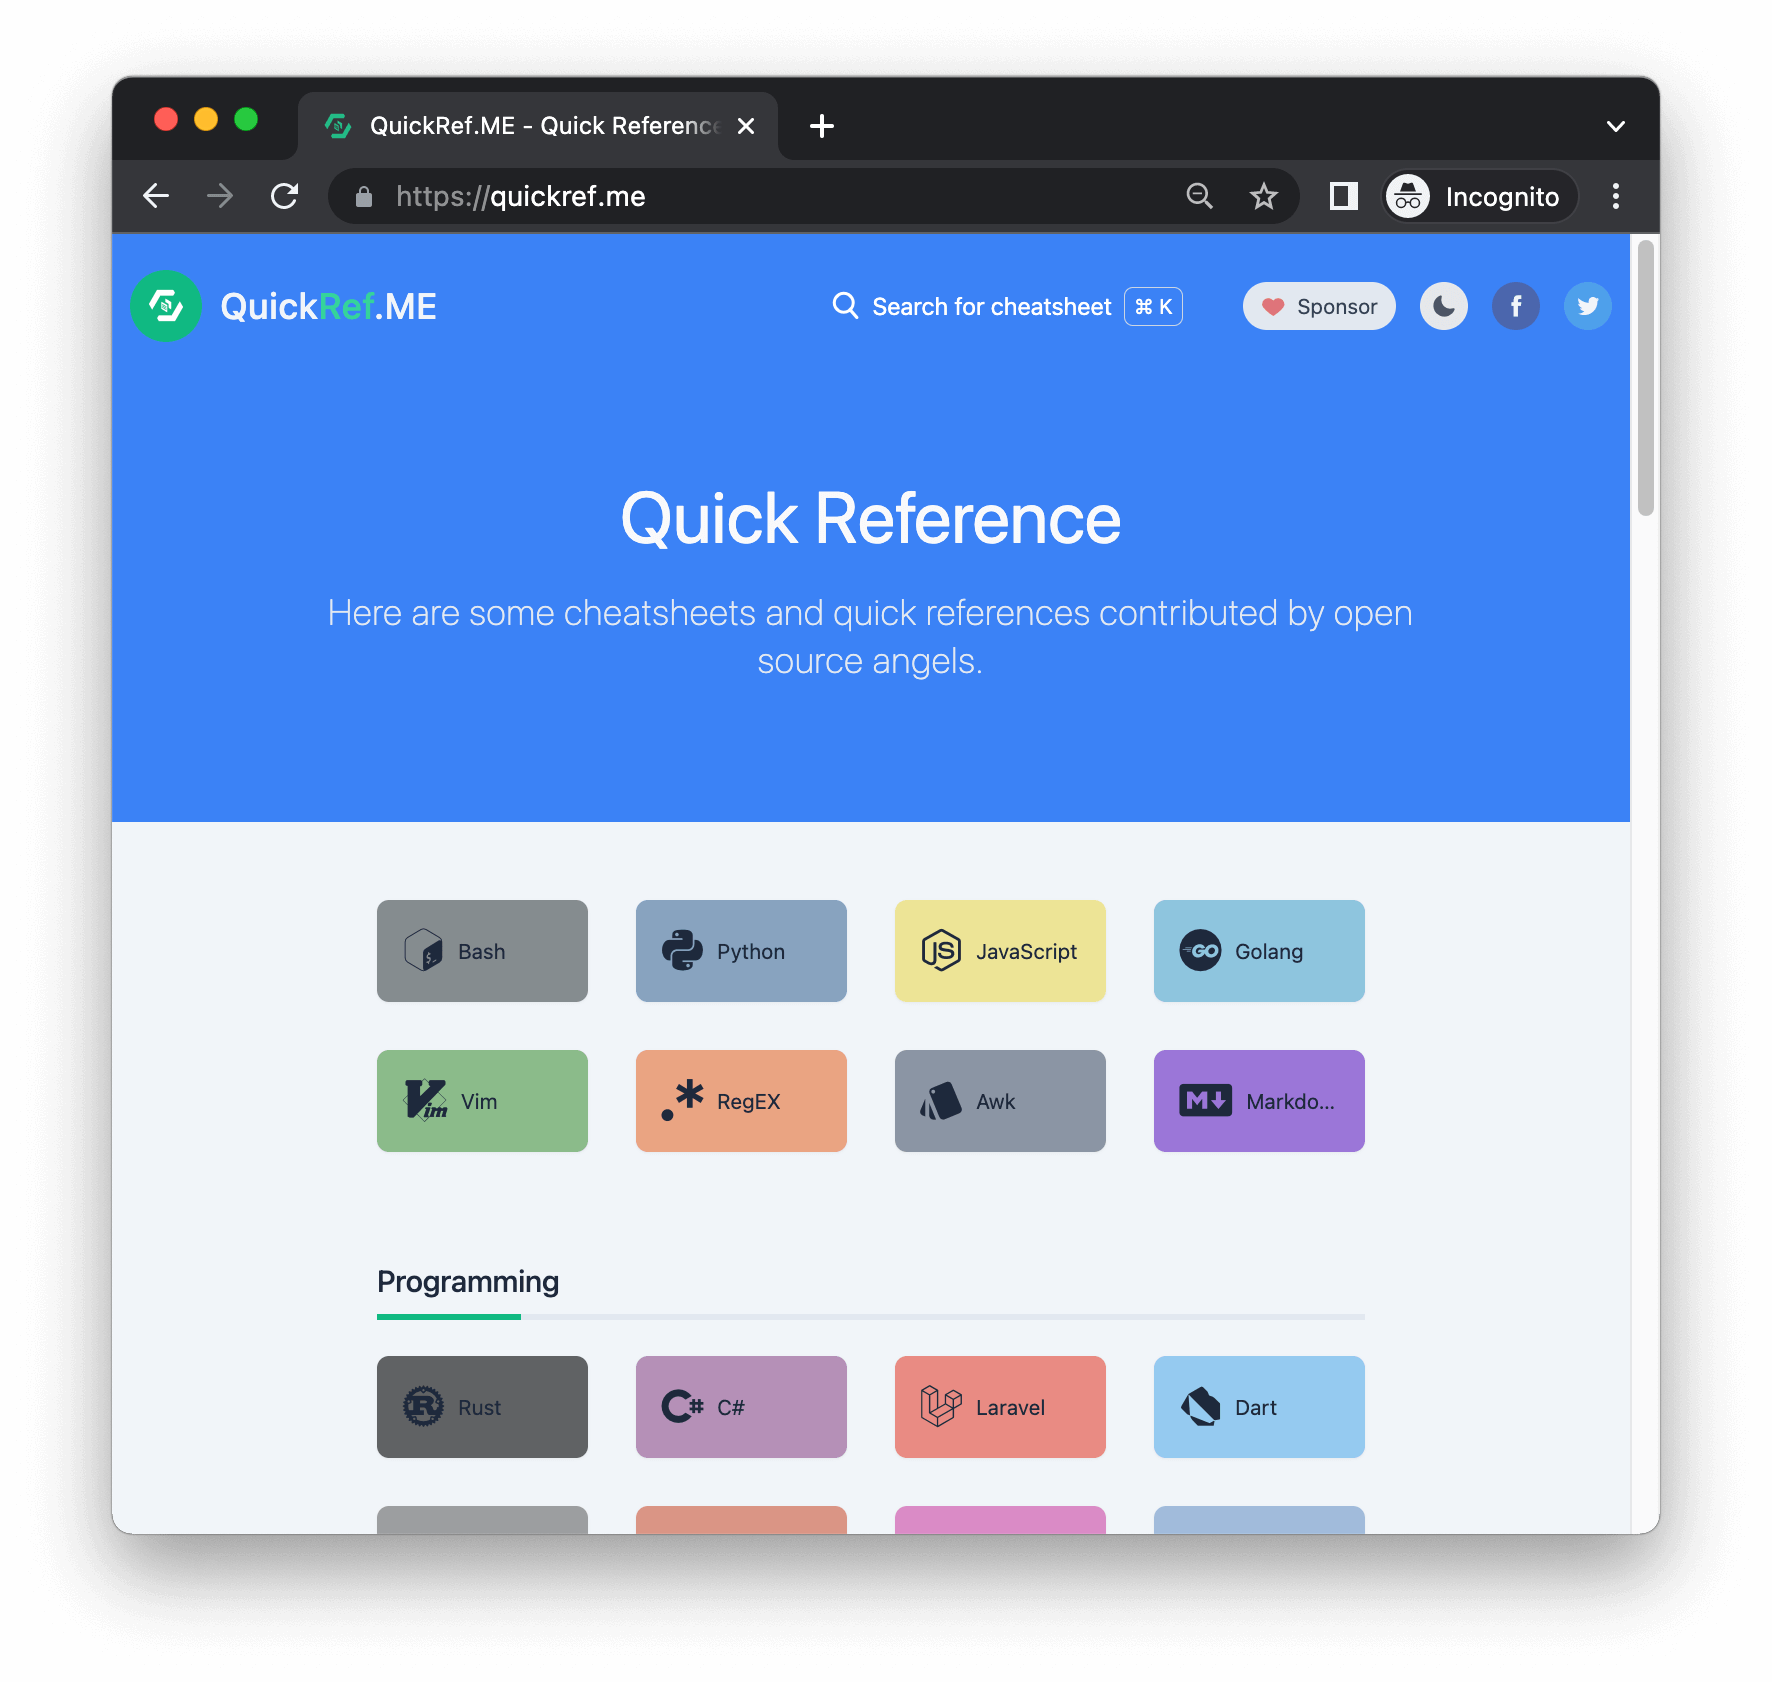 QuickRef.ME - Quick Reference
https://quickref.me
Incognito
QuickRef.ME
Search for cheatsheet ⌘ K
Sponsor
Quick Reference
Here are some cheatsheets and quick references contributed by open
source angels.
Bash
Python
JavaScript
Golang
Vim
RegEX
Awk
Markdo...
Programming
Rust
C#
Laravel
Dart